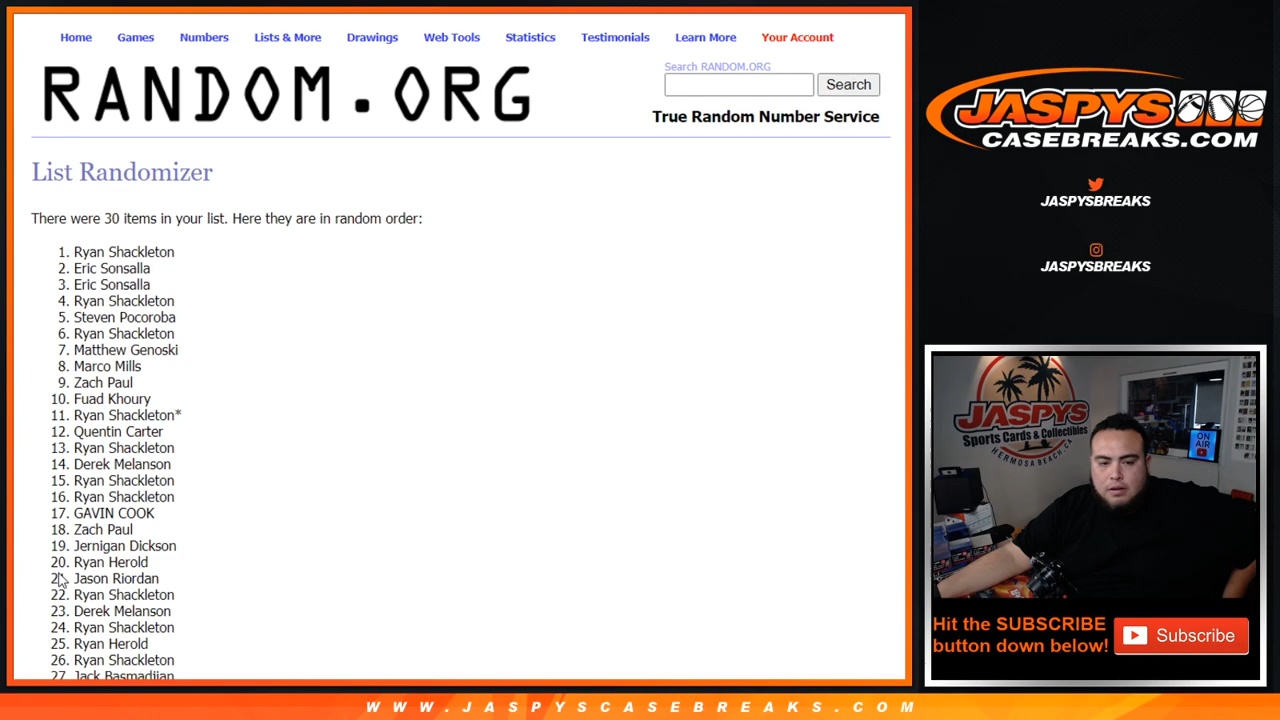 Home Games Numbers Lists & More Drawings Web Tools Statistics Testimonials Learn More Your Account
RANDOM.ORG
Search RANDOM.ORG
Search
True Random Number Service
List Randomizer
There were 30 items in your list. Here they are in random order:
1. Ryan Shackleton
2. Eric Sonsalla
3. Eric Sonsalla
4. Ryan Shackleton
5. Steven Pocoroba
6. Ryan Shackleton
7. Matthew Genoski
8. Marco Mills
9. Zach Paul
10. Fuad Khoury
11. Ryan Shackleton*
12. Quentin Carter
13. Ryan Shackleton
14. Derek Melanson
15. Ryan Shackleton
16. Ryan Shackleton
17. GAVIN COOK
18. Zach Paul
19. Jernigan Dickson
20. Ryan Herold
Jason Riordan
22. Ryan Shackleton
23. Derek Melanson
24. Ryan Shackleton
25. Ryan Herold
26. Ryan Shackleton
27. Jack Basmadjian
JASPYS
CASEBREAKS.COM
JASPYSBREAKS
JASPYSBREAKS
JASPYS
Sports Cards & Collectibles
HERMOSA BEACH, CA
ON
AIR
Hit the SUBSCRIBE
button down below!
Subscribe
WWW.JASPYSCASEBREAKS.COM